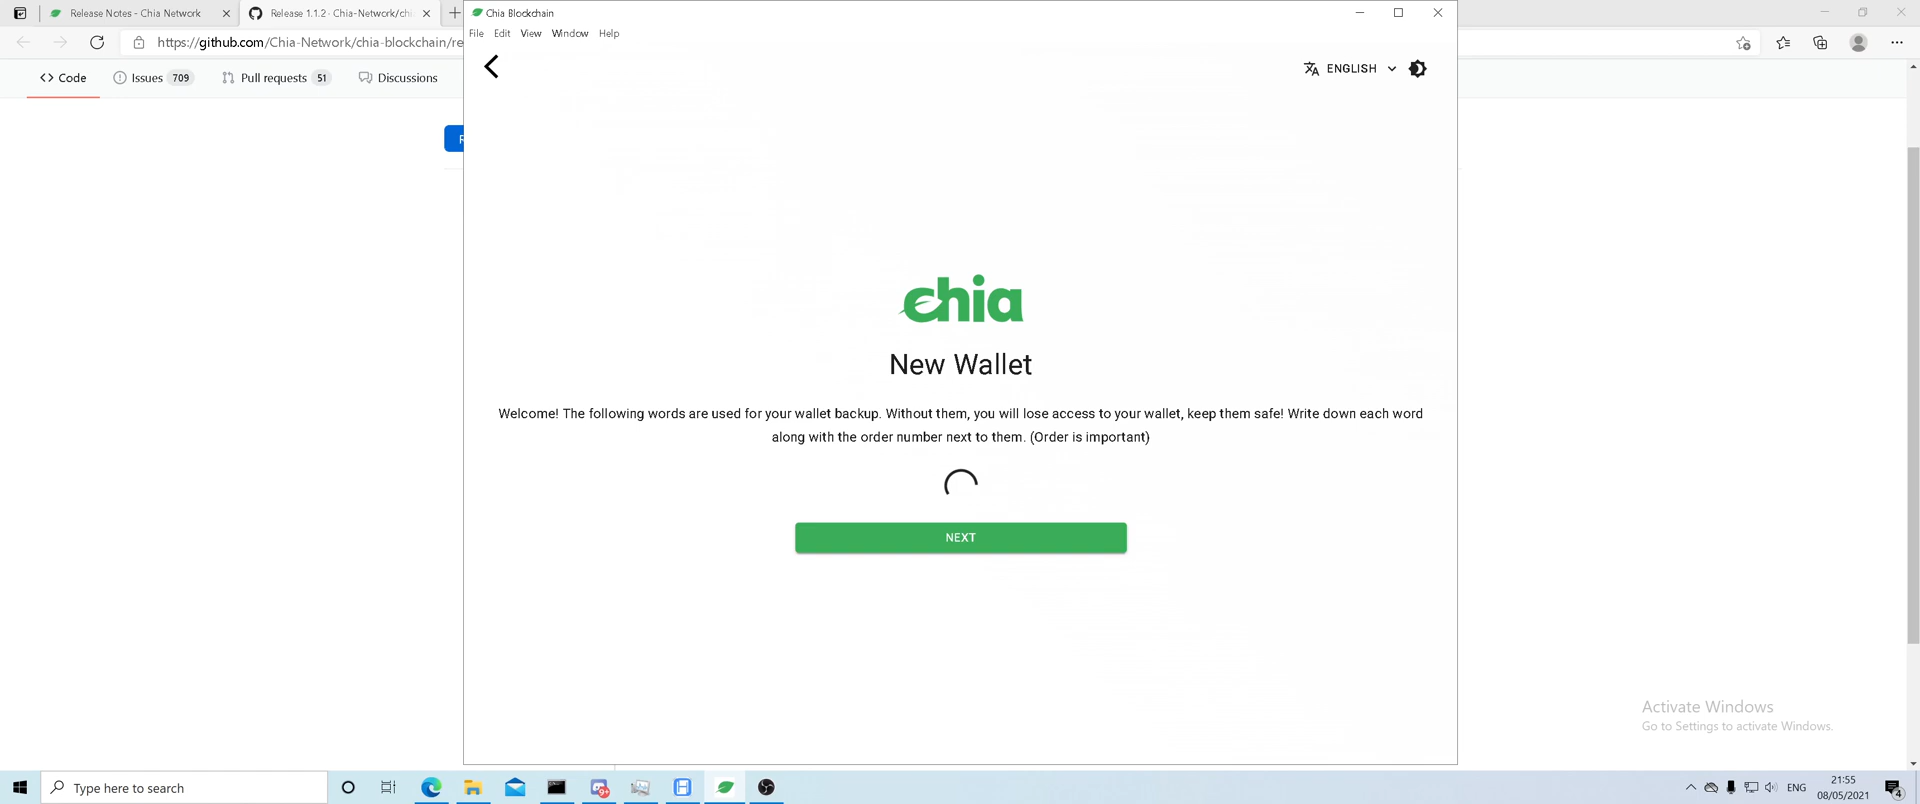 Release Notes - Chia Network
Release 1.1.2 · Chia-Network/chi
https://github.com/Chia-Network/chia-blockchain/re
Code
Issues 709
Pull requests 51
Discussions
Chia Blockchain
File Edit View Window Help
ENGLISH
chia
New Wallet
Welcome! The following words are used for your wallet backup. Without them, you will lose access to your wallet, keep them safe! Write down each word
along with the order number next to them. (Order is important)
NEXT
Activate Windows
Go to Settings to activate Windows.
Type here to search
9+
ENG
21:55
08/05/2021
4